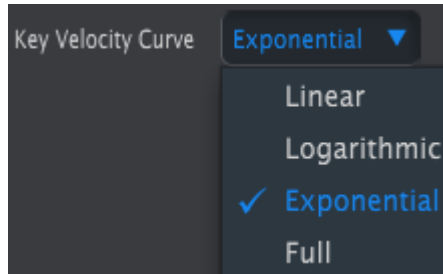 Key Velocity Curve Exponential
Linear
Logarithmic
Exponential
Full